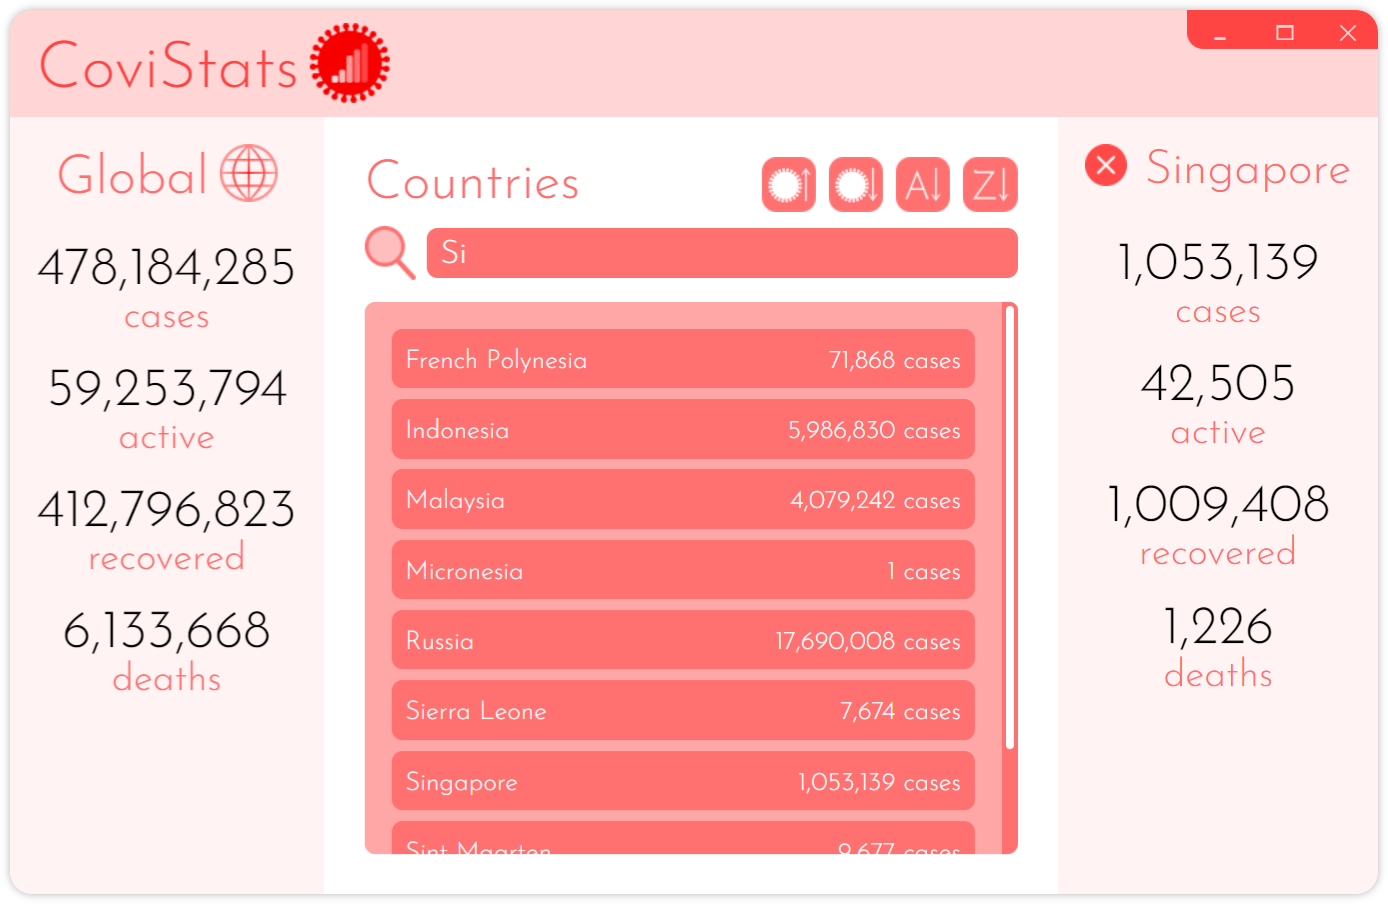 CoviStats
Global
478,184,285
cases
59,253,794
active
412,796,823
recovered
6,133,668
deaths
Countries
A
Z
Si
French Polynesia 71,868 cases
Indonesia 5,986,830 cases
Malaysia 4,079,242 cases
Micronesia 1 cases
Russia 17,690,008 cases
Sierra Leone 7,674 cases
Singapore 1,053,139 cases
Sint Maarten 9,677 cases
Singapore
1,053,139
cases
42,505
active
1,009,408
recovered
1,226
deaths